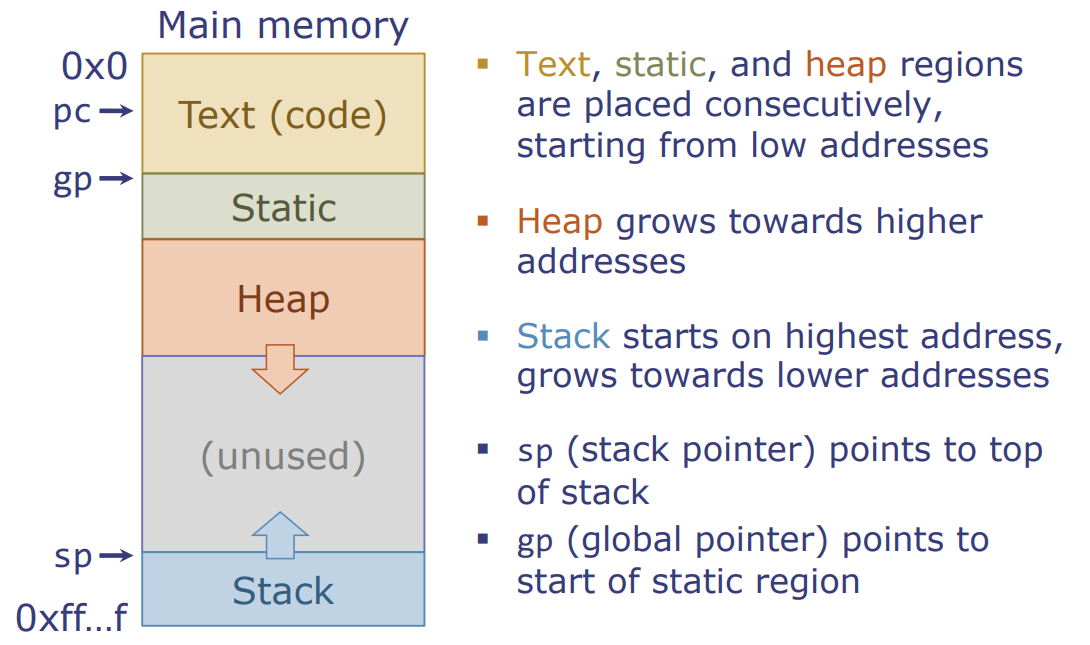 Main memory
0x0
pc
Text (code)
gp
Static
Heap
(unused)
sp
Stack
0xff...f
▪ Text, static, and heap regions
are placed consecutively,
starting from low addresses
▪ Heap grows towards higher
addresses
▪ Stack starts on highest address,
grows towards lower addresses
▪ sp (stack pointer) points to top
of stack
▪ gp (global pointer) points to
start of static region